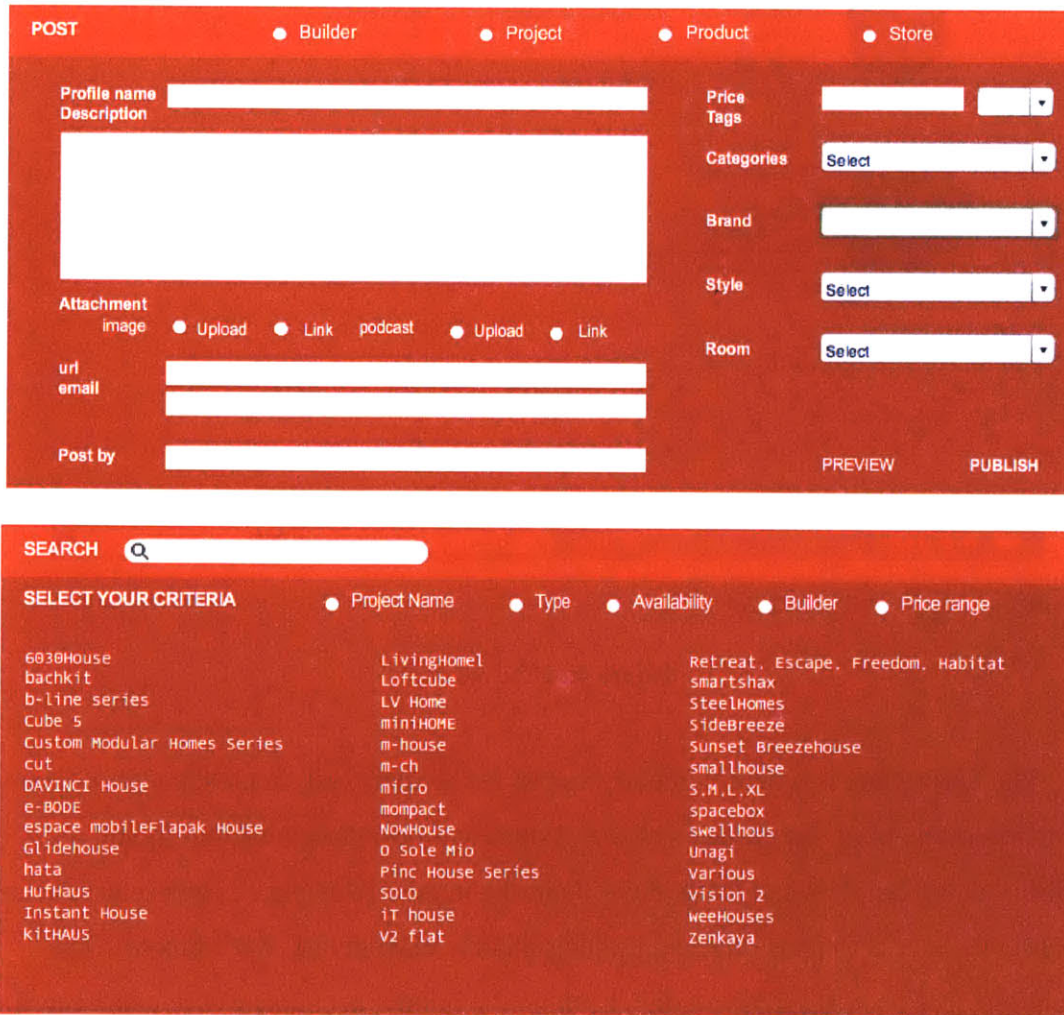 POST Builder Project Product Store
Profile name
Description
Price
Tags
Categories Select
Brand
Style Select
Room Select
Attachment
image Upload Link podcast Upload Link
url
email
Post by
PREVIEW PUBLISH
SEARCH
SELECT YOUR CRITERIA Project Name Type Availability Builder Price range
6030House
bachkit
b-line series
Cube 5
Custom Modular Homes Series
cut
DAVINCI House
e-BODE
espace mobileFlapak House
Glidehouse
hata
HufHaus
Instant House
kitHAUS
LivingHomel
Loftcube
LV Home
miniHOME
m-house
m-ch
micro
mompact
NowHouse
O Sole Mio
Pinc House Series
SOLO
iT house
V2 flat
Retreat, Escape, Freedom, Habitat
smartshax
SteelHomes
SideBreeze
Sunset Breezehouse
smallhouse
S,M,L,XL
spacebox
swellhous
Unagi
Various
Vision 2
weeHouses
Zenkaya